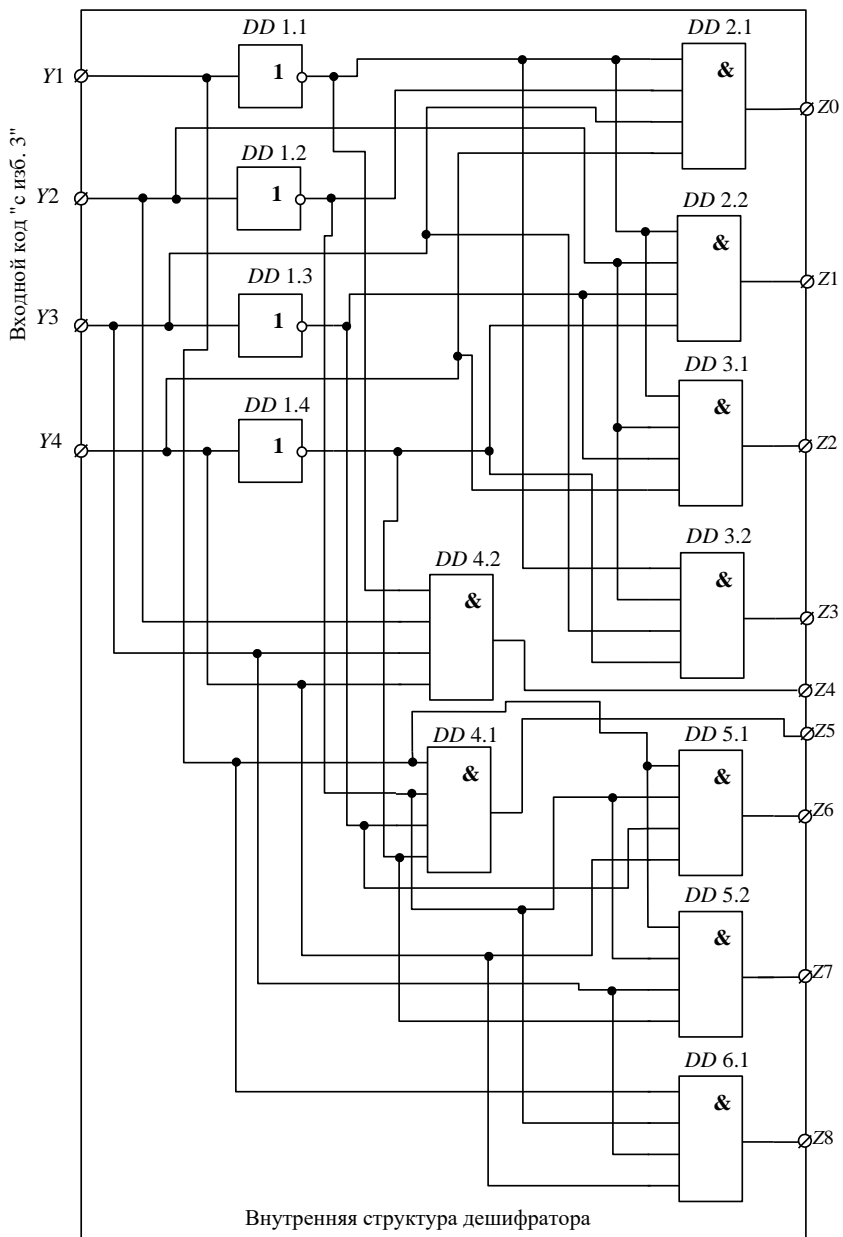 DD 1.1
DD 2.1
Y1
1
&
Z0
Входной код "с изб. 3"
DD 1.2
Y2
1
DD 2.2
&
Z1
DD 1.3
Y3
1
DD 3.1
&
Z2
DD 1.4
Y4
1
DD 3.2
&
Z3
DD 4.2
&
Z4
Z5
DD 4.1
&
DD 5.1
&
Z6
DD 5.2
&
Z7
DD 6.1
&
Z8
Внутренняя структура дешифратора